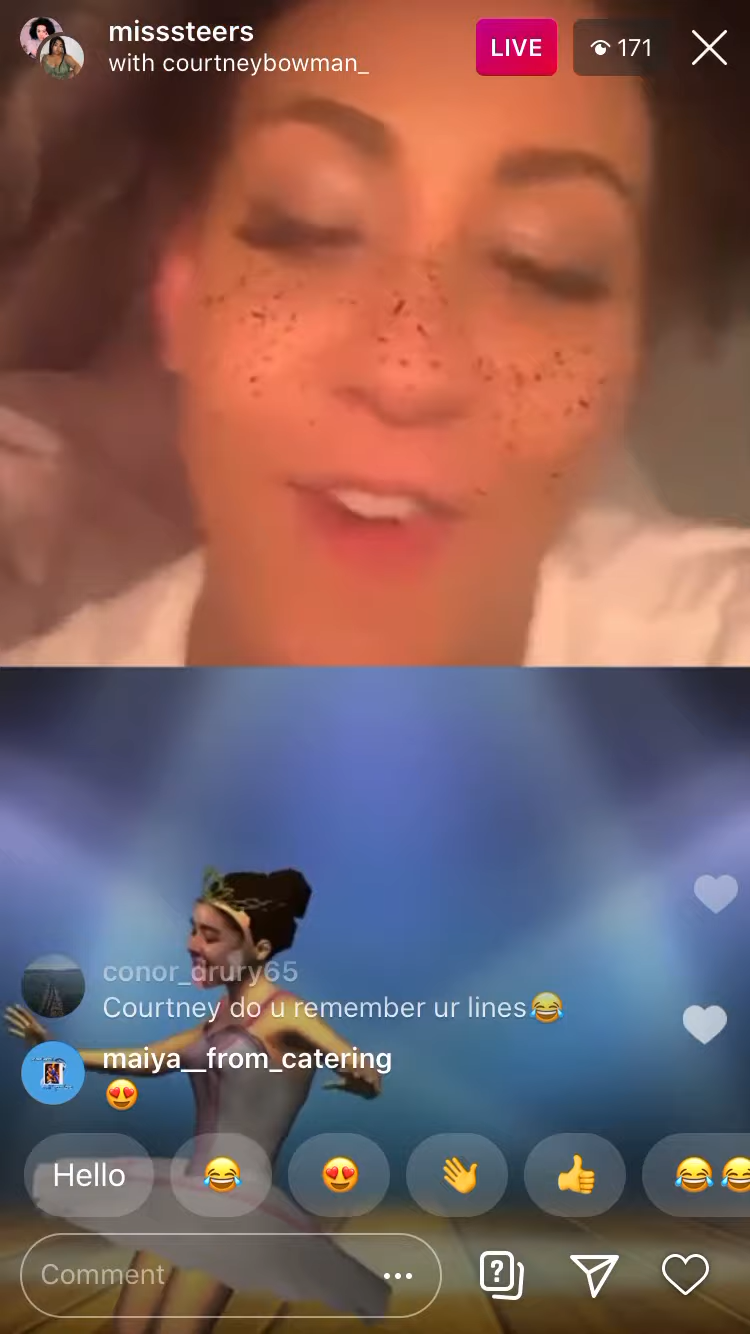 misssteers
with courtneybowman_
LIVE
171
conor_drury65
Courtney do u remember ur lines😂
maiya__from_catering
😍
Hello
Comment
?